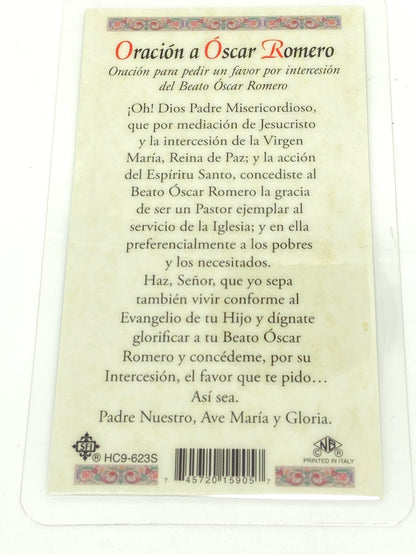 Oración a Óscar Romero
Oración para pedir un favor por intercesión
del Beato Óscar Romero
¡Oh! Dios Padre Misericordioso,
que por mediación de Jesucristo
y la intercesión de la Virgen
María, Reina de Paz; y la acción
del Espíritu Santo, concediste al
Beato Óscar Romero la gracia
de ser un Pastor ejemplar al
servicio de la Iglesia; y en ella
preferencialmente a los pobres
y los necesitados.
Haz, Señor, que yo sepa
también vivir conforme al
Evangelio de tu Hijo y dígnate
glorificar a tu Beato Óscar
Romero y concédeme, por su
Intercesión, el favor que te pido…
Así sea.
Padre Nuestro, Ave María y Gloria.
SFI ® HC9-623S
7 45720 15905 7
© NB ®
PRINTED IN ITALY